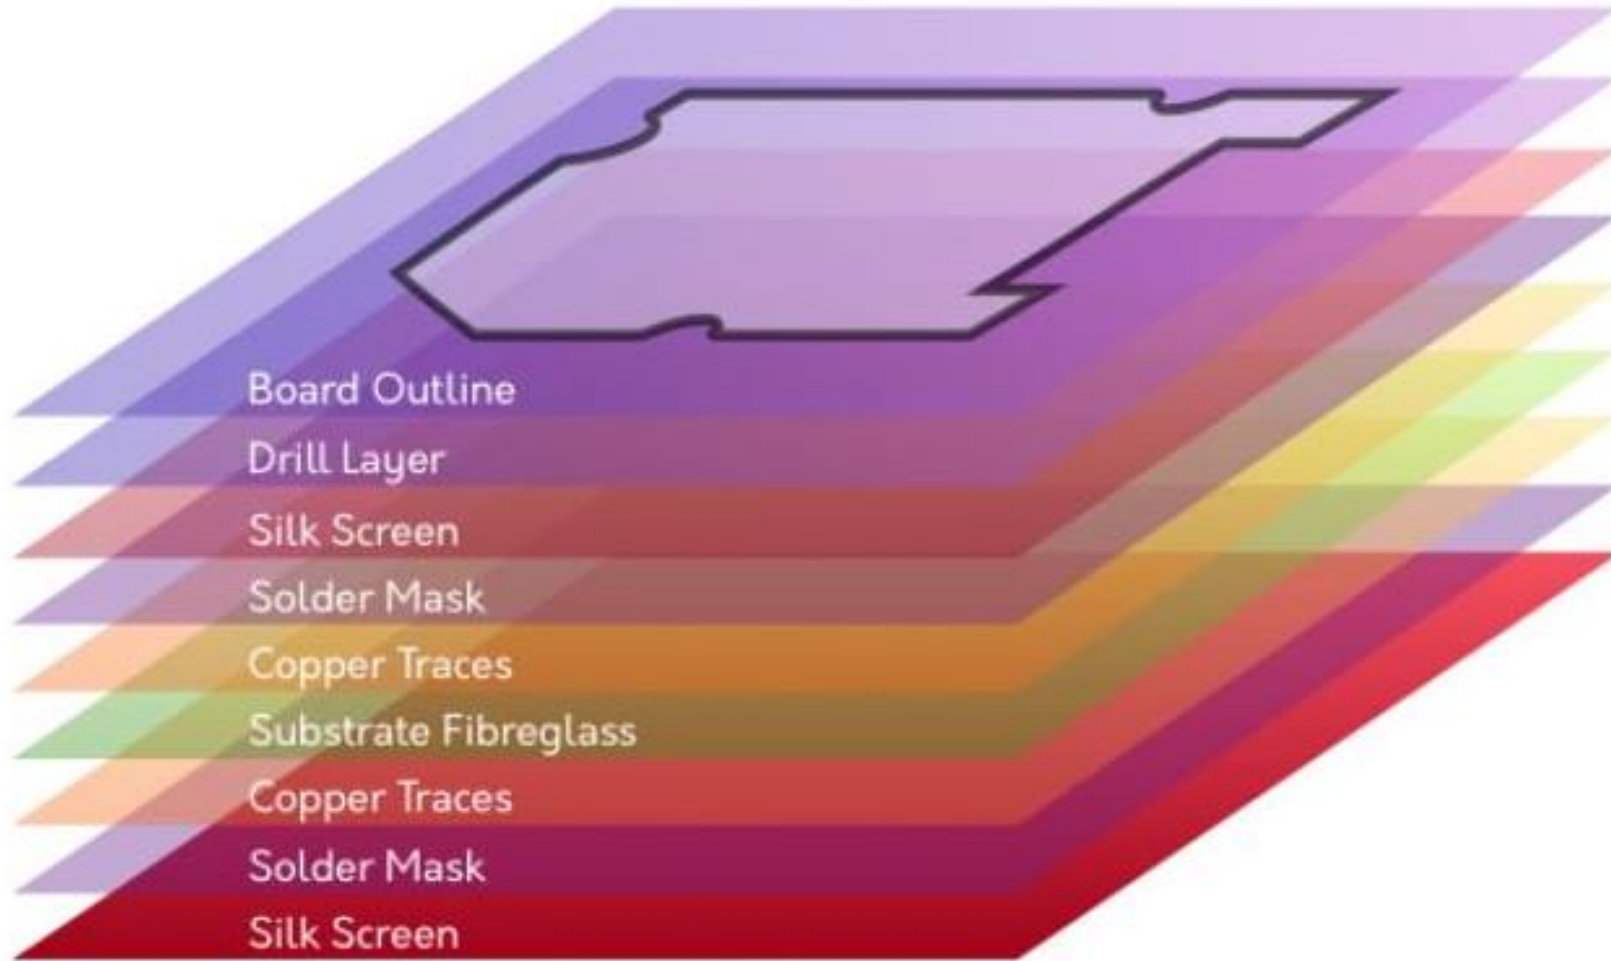 Board Outline
Drill Layer
Silk Screen
Solder Mask
Copper Traces
Substrate Fibreglass
Copper Traces
Solder Mask
Silk Screen